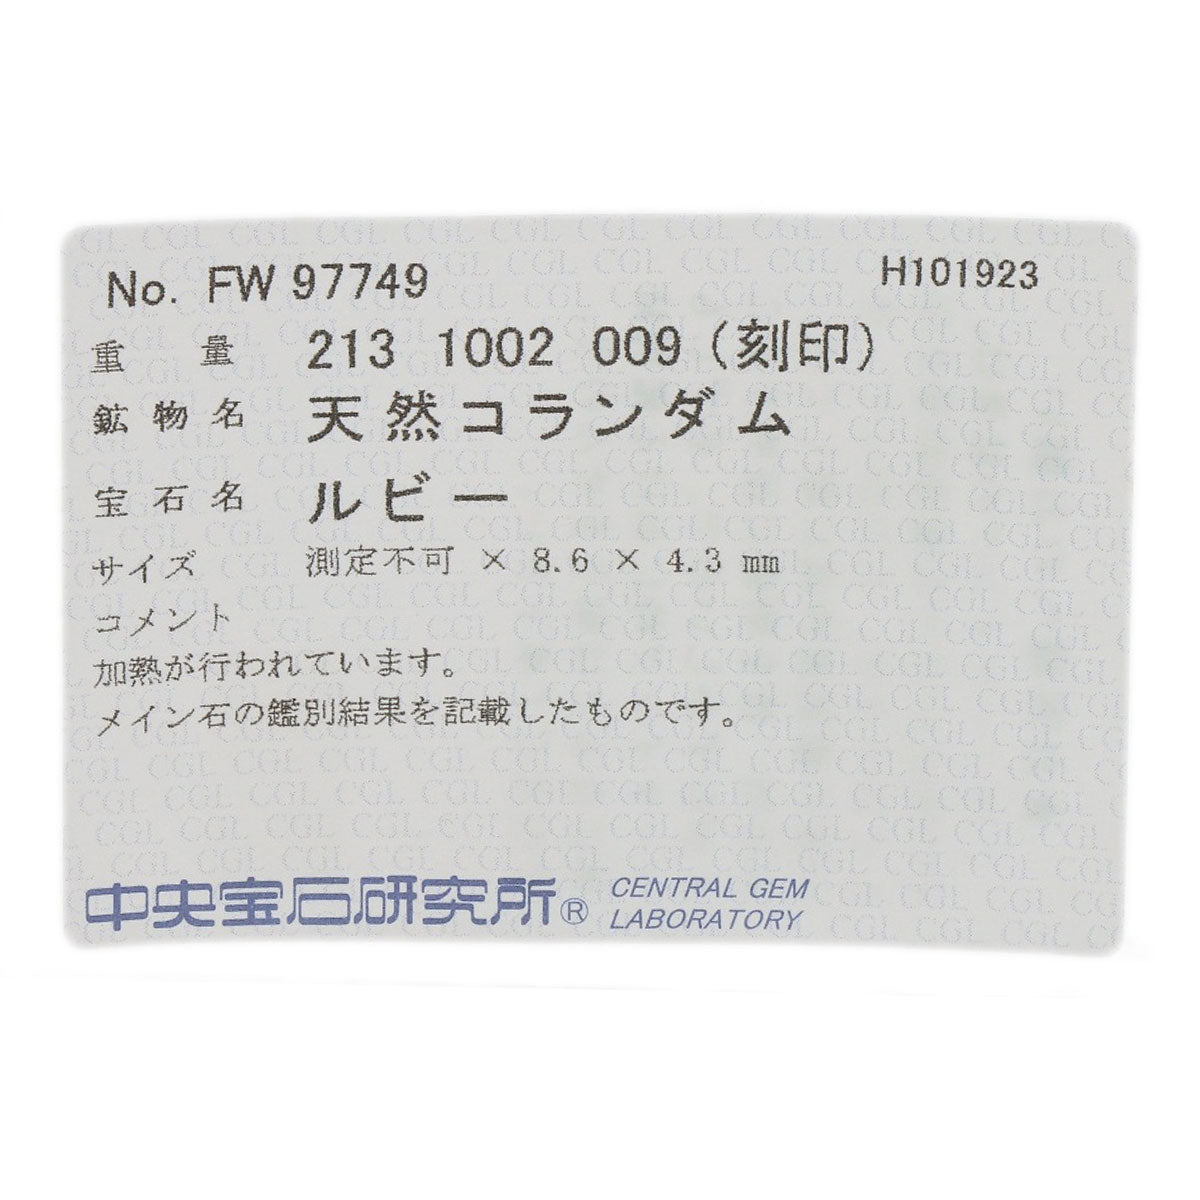 No. FW 97749 H101923
重量 213 1002 009（刻印）
鉱物名 天然コランダム
宝石名 ルビー
サイズ 測定不可 × 8.6 × 4.3 mm
コメント
加熱が行われています。
メイン石の鑑別結果を記載したものです。
中央宝石研究所® CENTRAL GEM
LABORATORY